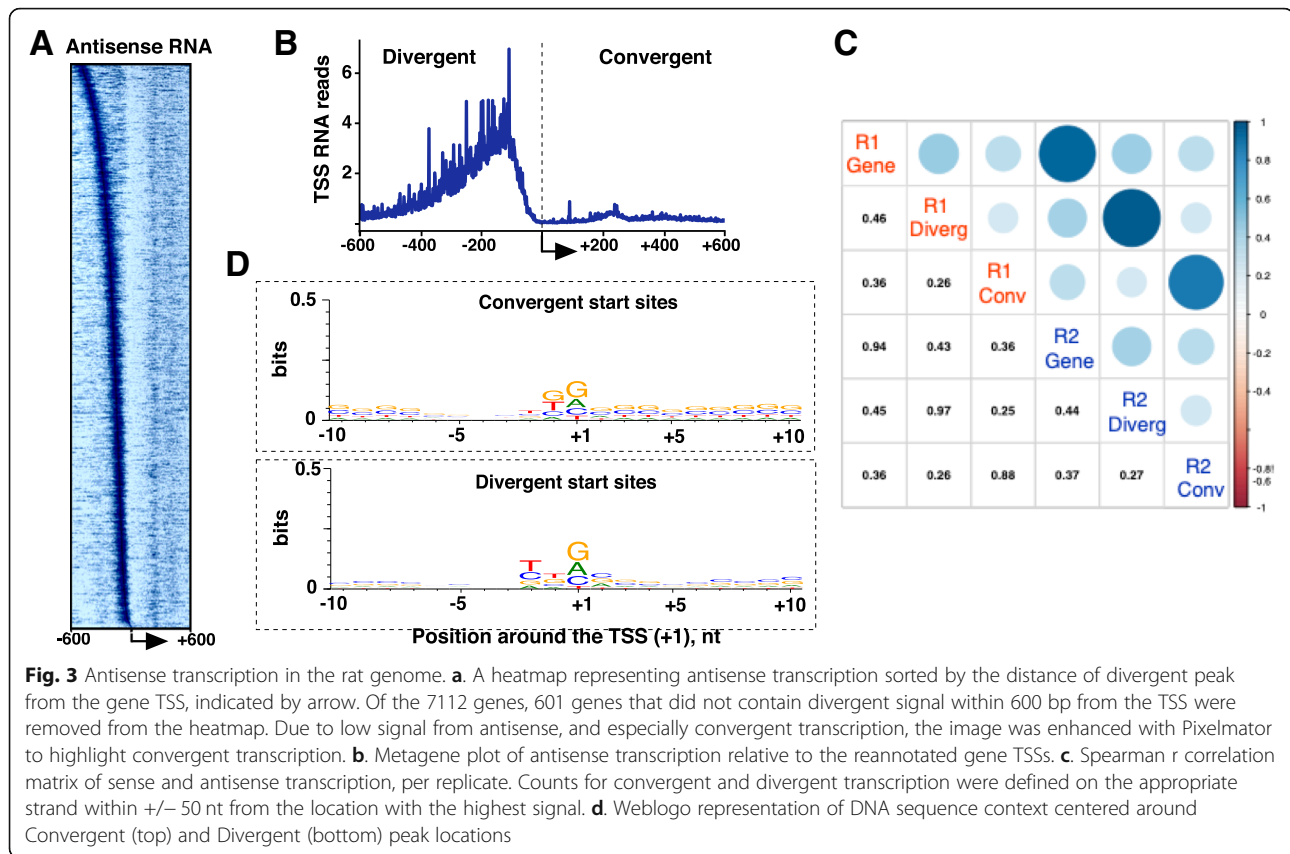 A
Antisense RNA
-600
+600
B
TSS RNA reads
6
4
2
Divergent
Convergent
-600
-400
-200
+200
+400
+600
C
R1 Gene
0.46
R1 Diverg
0.36
0.26
R1 Conv
0.94
0.43
0.36
R2 Gene
0.45
0.97
0.25
0.44
R2 Diverg
0.36
0.26
0.88
0.37
0.27
R2 Conv
1
0.8
0.6
0.4
0.2
0
-0.2
-0.4
-0.6
-1
D
Convergent start sites
0.5
bits
0
-10
-5
+1
+5
+10
Divergent start sites
0.5
bits
0
-10
-5
+1
+5
+10
Position around the TSS (+1), nt
Fig. 3 Antisense transcription in the rat genome. a. A heatmap representing antisense transcription sorted by the distance of divergent peak
from the gene TSS, indicated by arrow. Of the 7112 genes, 601 genes that did not contain divergent signal within 600 bp from the TSS were
removed from the heatmap. Due to low signal from antisense, and especially convergent transcription, the image was enhanced with Pixelmator
to highlight convergent transcription. b. Metagene plot of antisense transcription relative to the reannotated gene TSSs. c. Spearman r correlation
matrix of sense and antisense transcription, per replicate. Counts for convergent and divergent transcription were defined on the appropriate
strand within +/− 50 nt from the location with the highest signal. d. Weblogo representation of DNA sequence context centered around
Convergent (top) and Divergent (bottom) peak locations